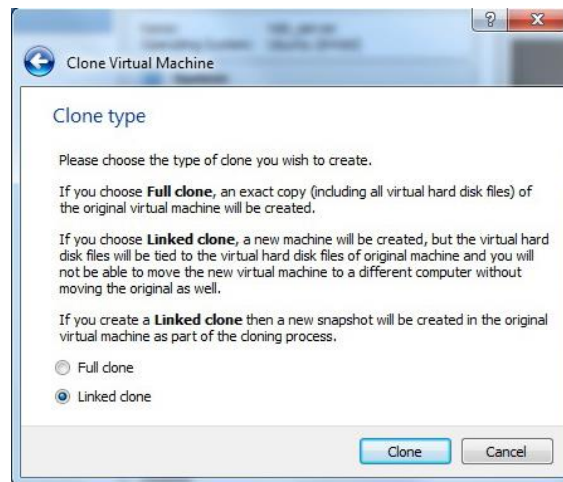 Clone Virtual Machine
Clone type
Please choose the type of clone you wish to create.
If you choose Full clone, an exact copy (including all virtual hard disk files) of
the original virtual machine will be created.
If you choose Linked clone, a new machine will be created, but the virtual hard
disk files will be tied to the virtual hard disk files of original machine and you will
not be able to move the new virtual machine to a different computer without
moving the original as well.
If you create a Linked clone then a new snapshot will be created in the original
virtual machine as part of the cloning process.
Full clone
Linked clone
Clone
Cancel